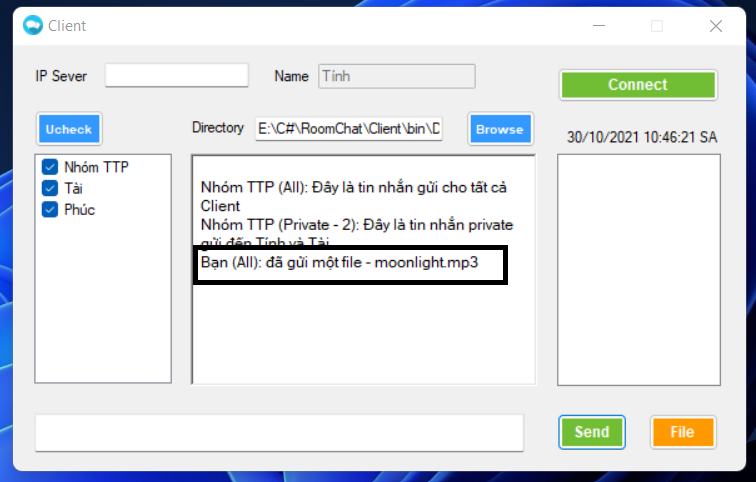 Client
IP Sever
Name
Tính
Connect
Ucheck
Directory
E:\C#\RoomChat\Client\bin\D
Browse
30/10/2021 10:46:21 SA
Nhóm TTP
Tài
Phúc
Nhóm TTP (All): Đây là tin nhắn gửi cho tất cả
Client
Nhóm TTP (Private - 2): Đây là tin nhắn private
gửi đến Tính và Tài
Bạn (All): đã gửi một file - moonlight.mp3
Send
File